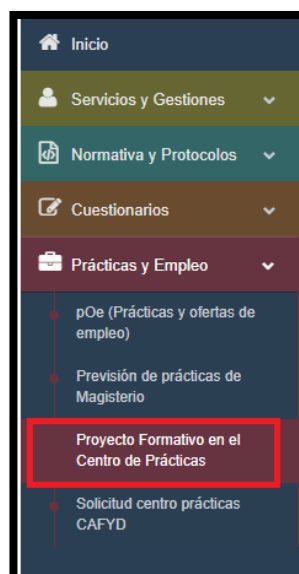 Inicio
Servicios y Gestiones
Normativa y Protocolos
Cuestionarios
Prácticas y Empleo
pOe (Prácticas y ofertas de
empleo)
Previsión de prácticas de
Magisterio
Proyecto Formativo en el
Centro de Prácticas
Solicitud centro prácticas
CAFYD